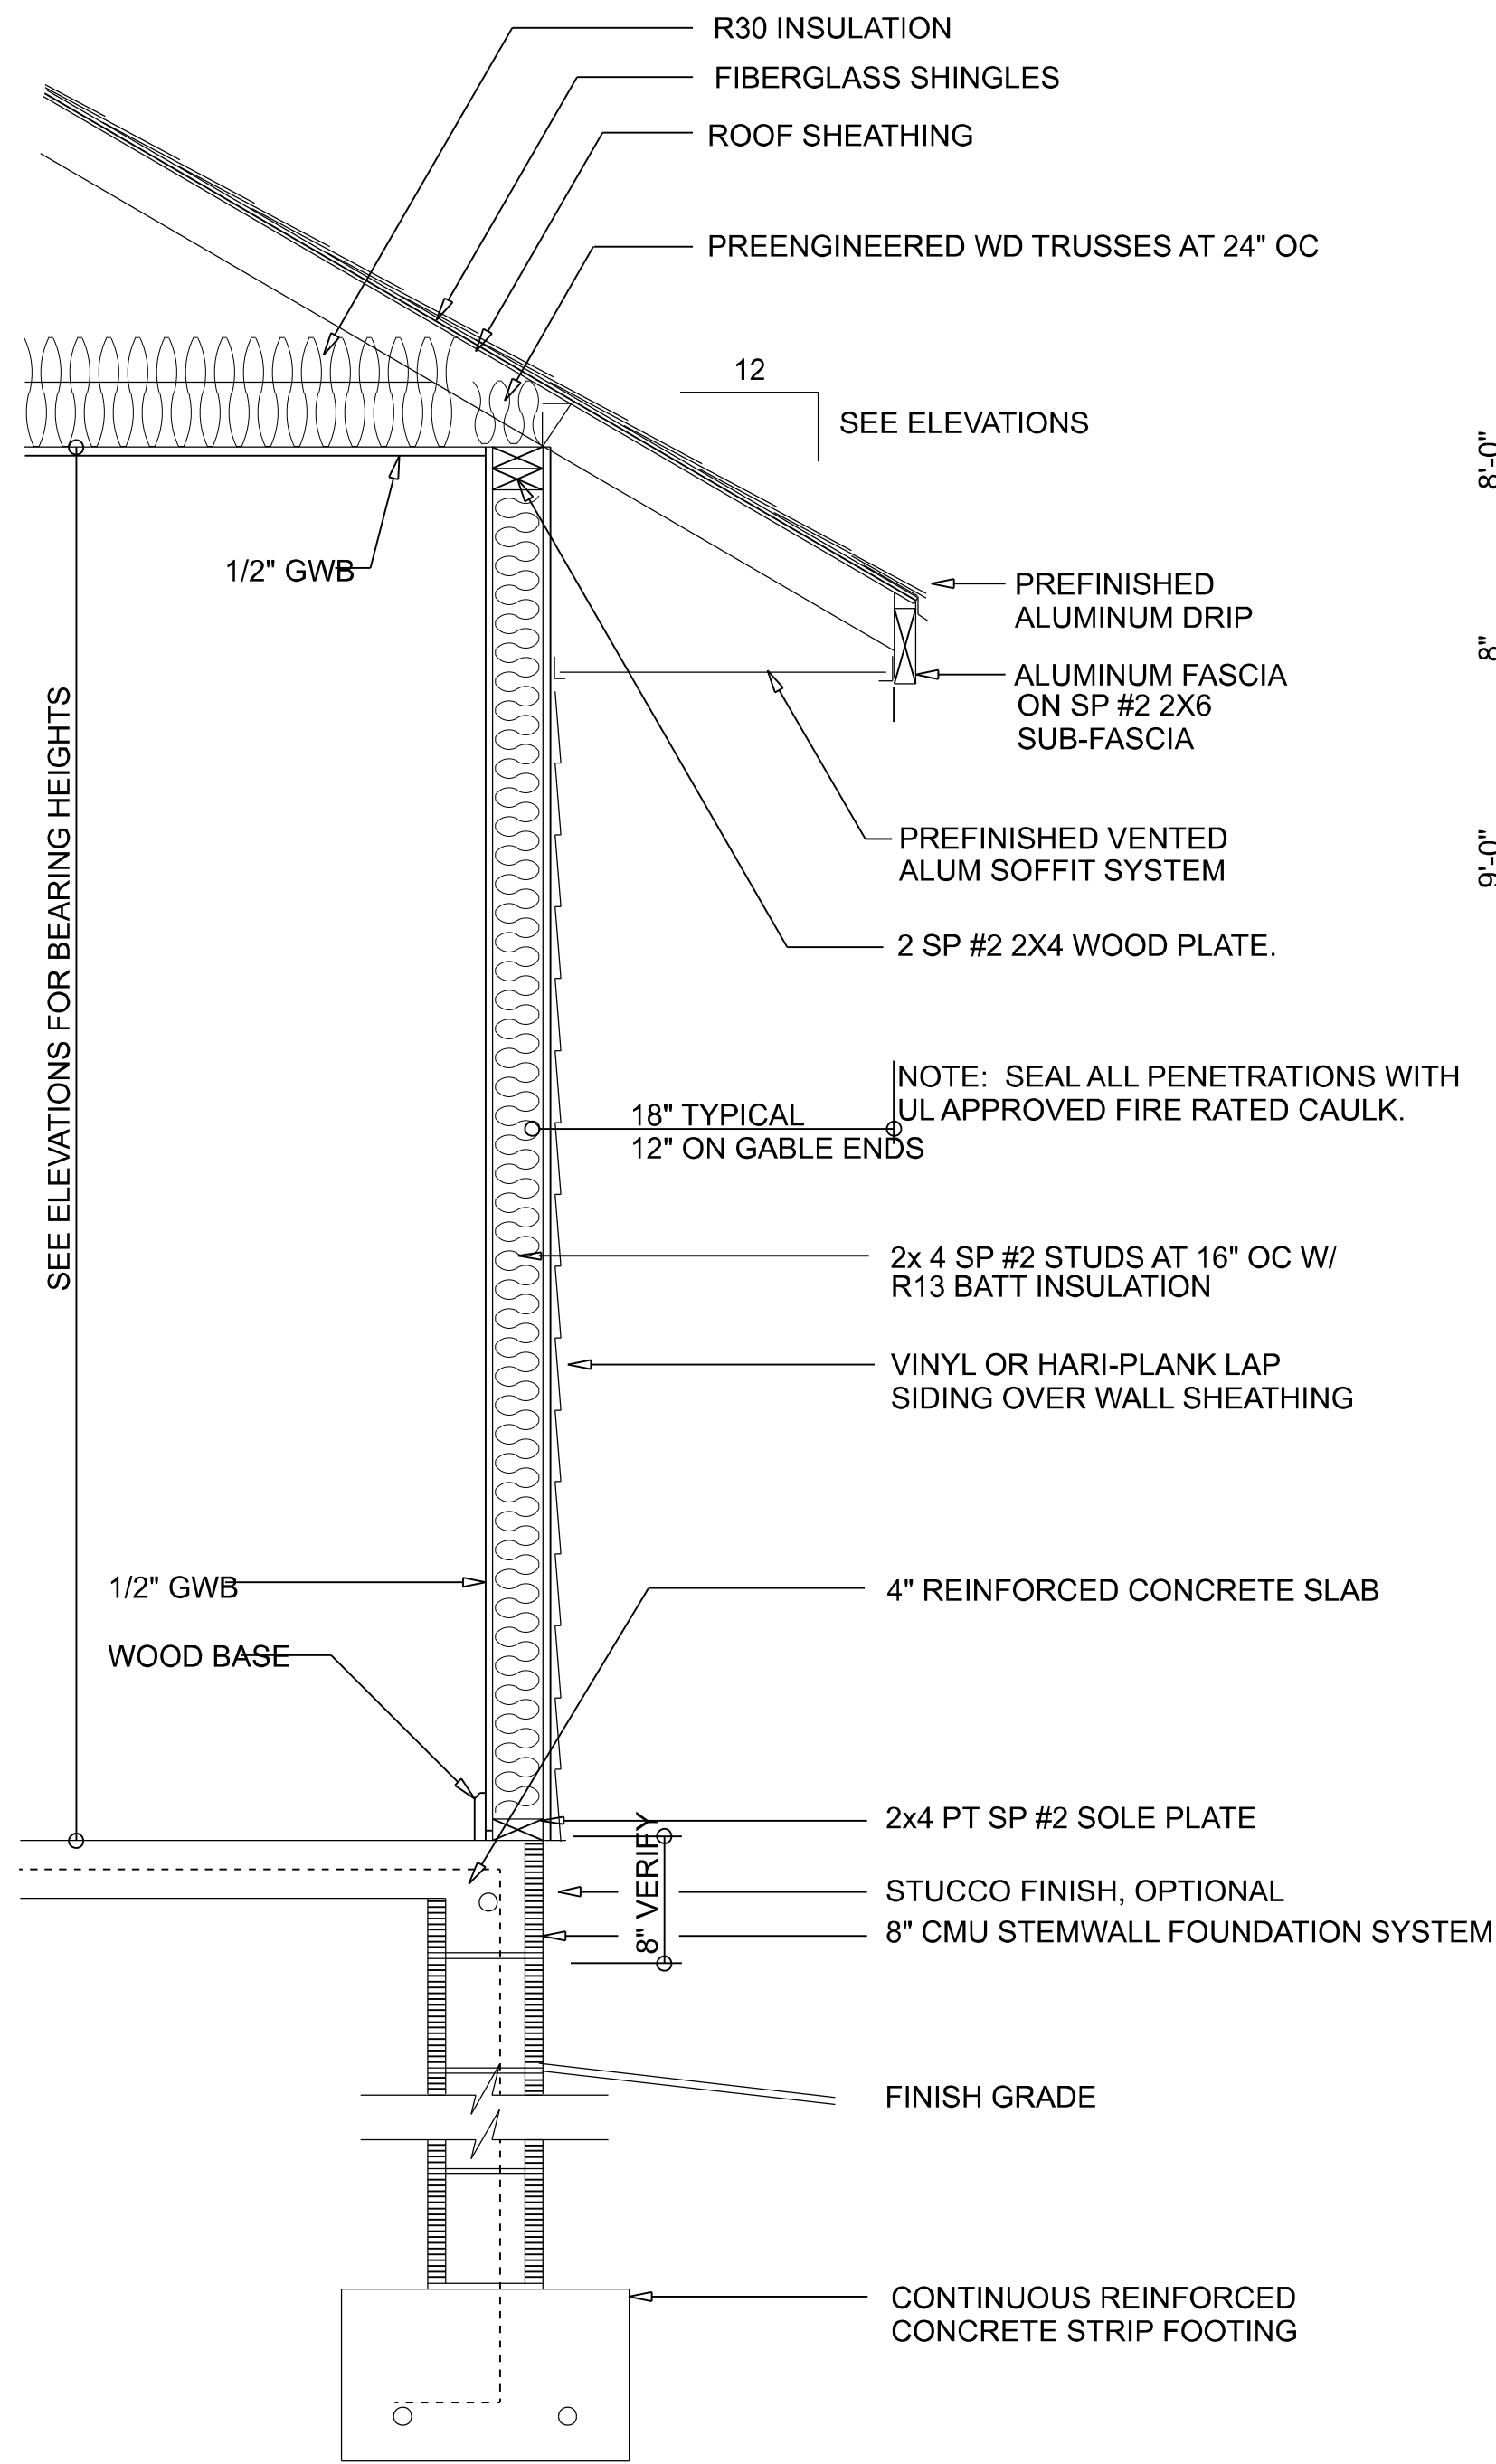 R30 INSULATION
FIBERGLASS SHINGLES
ROOF SHEATHING
PREENGINEERED WD TRUSSES AT 24" OC
12
SEE ELEVATIONS
8'-0"
1/2" GWB
PREFINISHED
ALUMINUM DRIP
8"
ALUMINUM FASCIA
ON SP #2 2X6
SUB-FASCIA
SEE ELEVATIONS FOR BEARING HEIGHTS
PREFINISHED VENTED
ALUM SOFFIT SYSTEM
9'-0"
2 SP #2 2X4 WOOD PLATE.
NOTE: SEAL ALL PENETRATIONS WITH
UL APPROVED FIRE RATED CAULK.
18" TYPICAL
12" ON GABLE ENDS
2x 4 SP #2 STUDS AT 16" OC W/
R13 BATT INSULATION
VINYL OR HARI-PLANK LAP
SIDING OVER WALL SHEATHING
1/2" GWB
4" REINFORCED CONCRETE SLAB
WOOD BASE
2x4 PT SP #2 SOLE PLATE
8" VERIFY
STUCCO FINISH, OPTIONAL
8" CMU STEMWALL FOUNDATION SYSTEM
FINISH GRADE
CONTINUOUS REINFORCED
CONCRETE STRIP FOOTING